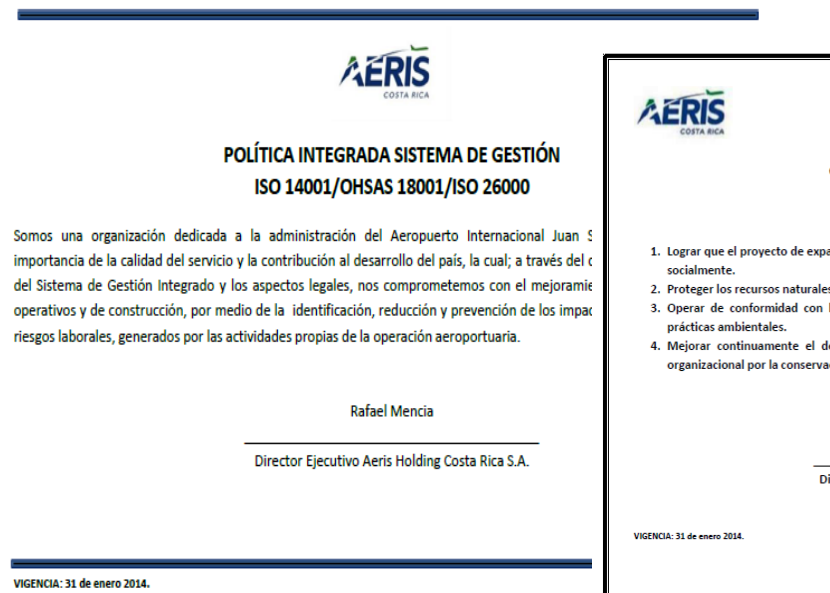 AERIS
COSTA RICA
POLÍTICA INTEGRADA SISTEMA DE GESTIÓN
ISO 14001/OHSAS 18001/ISO 26000
Somos una organización dedicada a la administración del Aeropuerto Internacional Juan
importancia de la calidad del servicio y la contribución al desarrollo del país, la cual; a través del
del Sistema de Gestión Integrado y los aspectos legales, nos comprometemos con el
operativos y de construcción, por medio de la identificación, reducción y prevención de los
riesgos laborales, generados por las actividades propias de la operación aeroportuaria.
Rafael Mencia
Director Ejecutivo Aeris Holding Costa Rica S.A.
VIGENCIA: 31 de enero 2014.
AERIS
COSTA RICA
1. Lograr que el proyecto de
socialmente.
2. Proteger los recursos naturales
3. Operar de conformidad con
prácticas ambientales.
4. Mejorar continuamente el
organizacional por la
VIGENCIA: 31 de enero 2014.